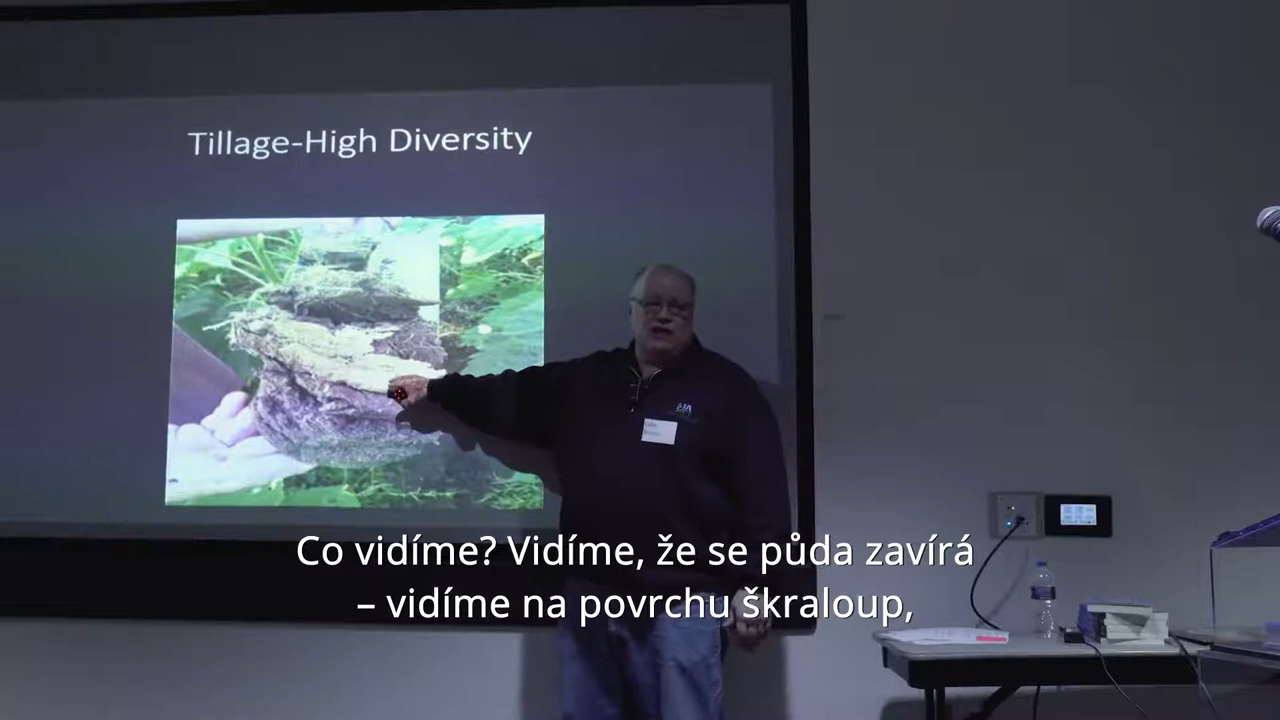 Tillage-High Diversity
Co vidíme? Vidíme, že se půda zavírá
– vidíme na povrchu škraloup,